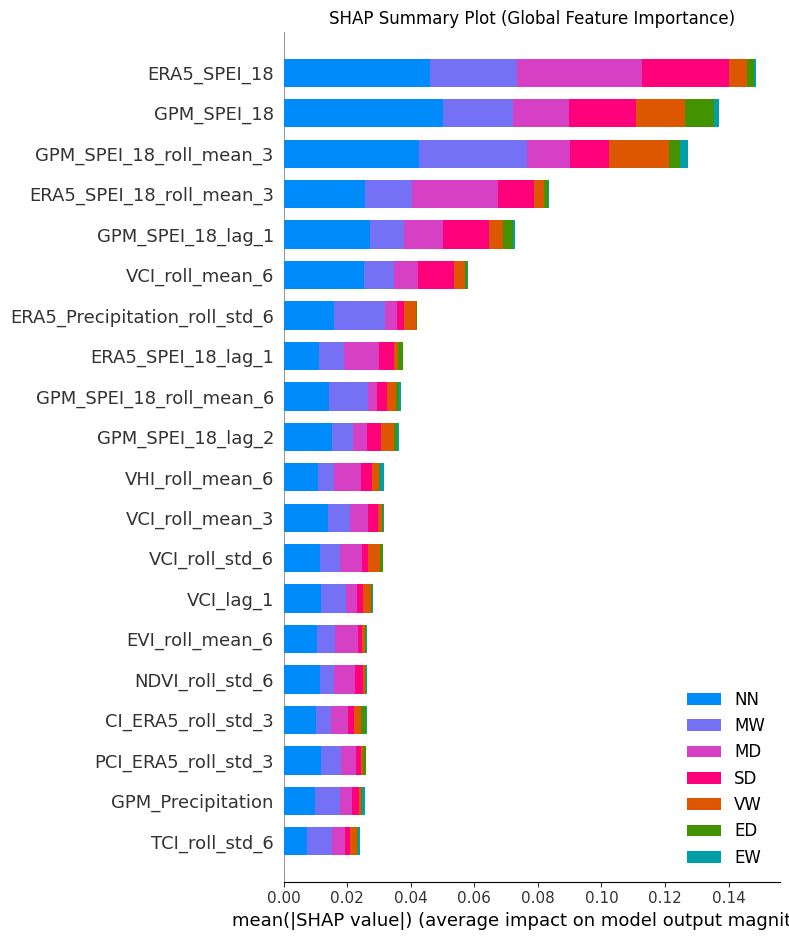 SHAP Summary Plot (Global Feature Importance)
ERA5_SPEI_18
GPM_SPEI_18
GPM_SPEI_18_roll_mean_3
ERA5_SPEI_18_roll_mean_3
GPM_SPEI_18_lag_1
VCI_roll_mean_6
ERA5_Precipitation_roll_std_6
ERA5_SPEI_18_lag_1
GPM_SPEI_18_roll_mean_6
GPM_SPEI_18_lag_2
VHI_roll_mean_6
VCI_roll_mean_3
VCI_roll_std_6
VCI_lag_1
EVI_roll_mean_6
NDVI_roll_std_6
CI_ERA5_roll_std_3
PCI_ERA5_roll_std_3
GPM_Precipitation
TCI_roll_std_6
NN
MW
MD
SD
VW
ED
EW
0.00 0.02 0.04 0.06 0.08 0.10 0.12 0.14
mean(|SHAP value|) (average impact on model output magnit